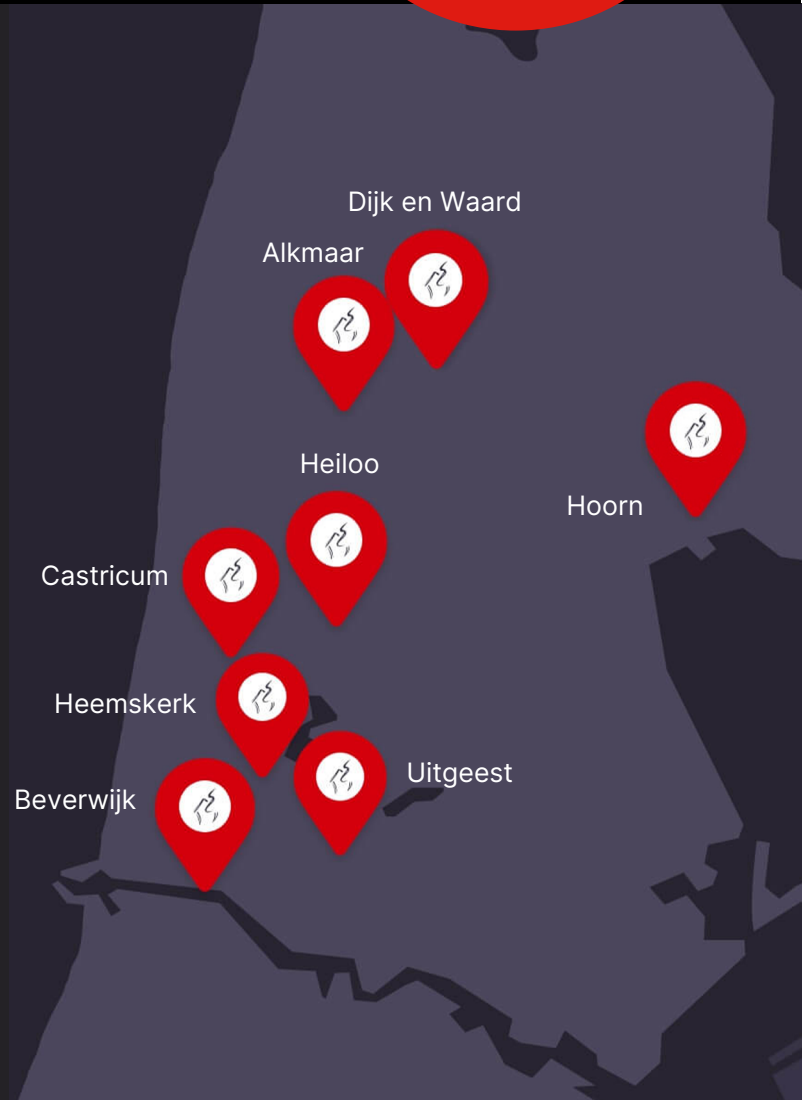 Dijk en Waard
Alkmaar
Heiloo
Hoorn
Castricum
Heemskerk
Uitgeest
Beverwijk